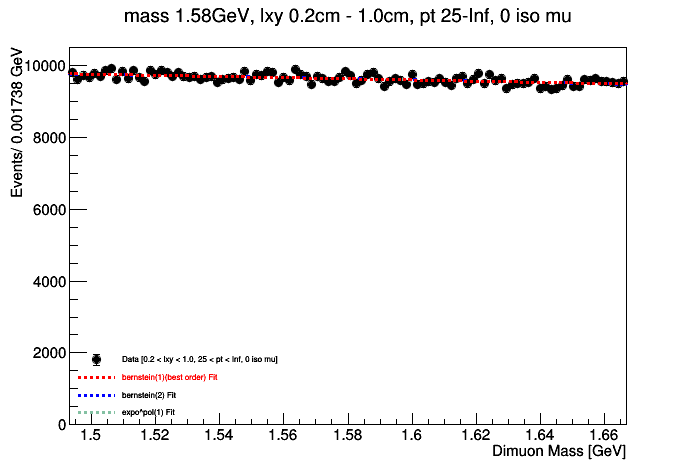 mass 1.58GeV, lxy 0.2cm - 1.0cm, pt 25-Inf, 0 iso mu
Events/ 0.001738 GeV
10000
8000
6000
4000
2000
0
Data [0.2 < lxy < 1.0, 25 < pt < Inf, 0 iso mu]
bernstein(1)(best order) Fit
bernstein(2) Fit
expo^pol(1) Fit
1.5 1.52 1.54 1.56 1.58 1.6 1.62 1.64 1.66
Dimuon Mass [GeV]